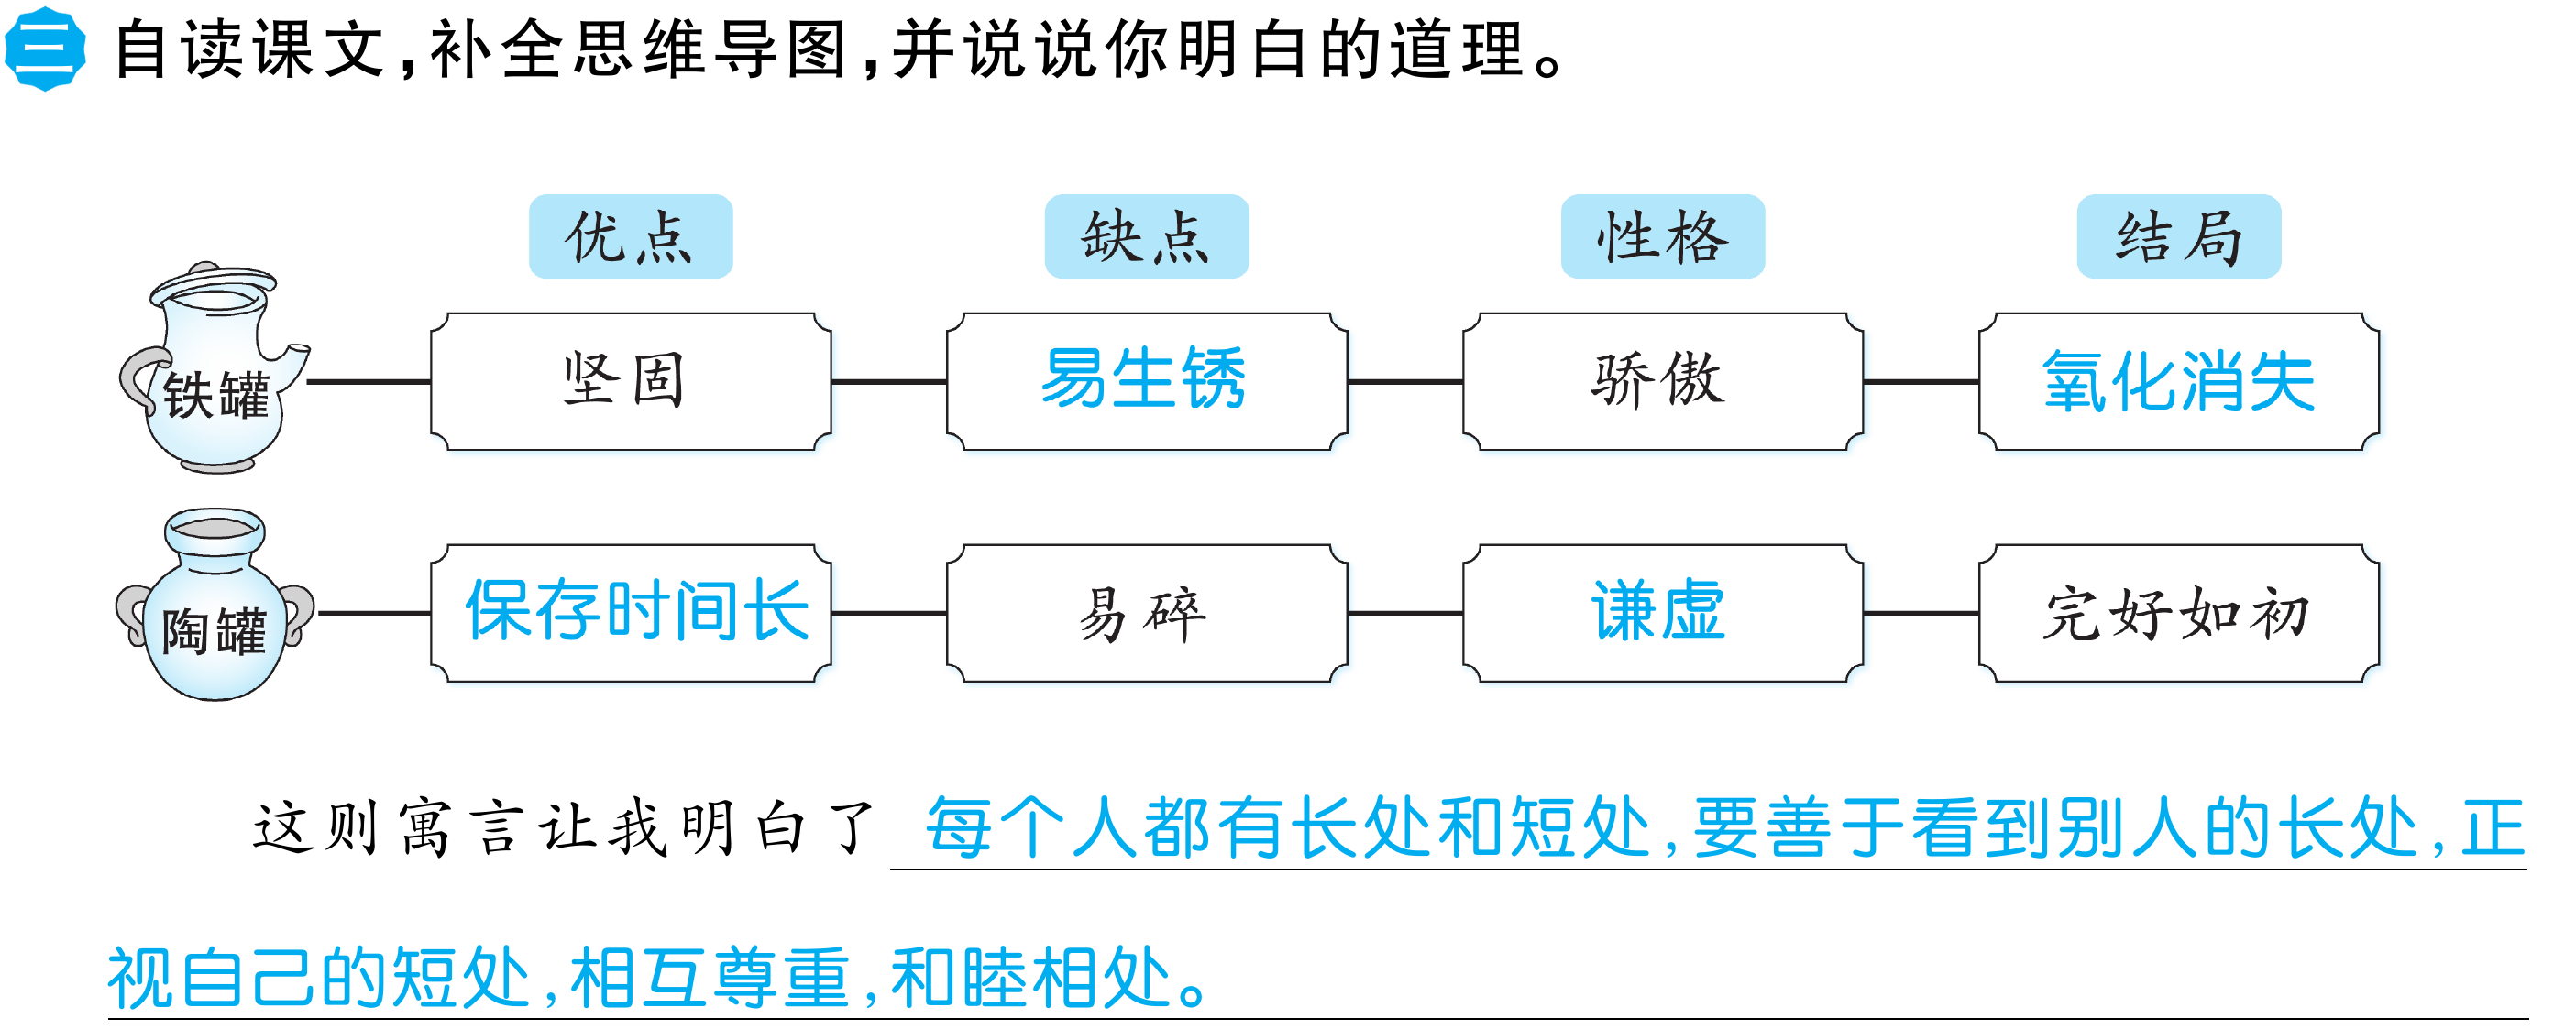 三 自读课文,补全思维导图,并说说你明白的道理。
优点 缺点 性格 结局
铁罐 坚固 易生锈 骄傲 氧化消失
陶罐 保存时间长 易碎 谦虚 完好如初
这则寓言让我明白了 每个人都有长处和短处,要善于看到别人的长处,正
视自己的短处,相互尊重,和睦相处。